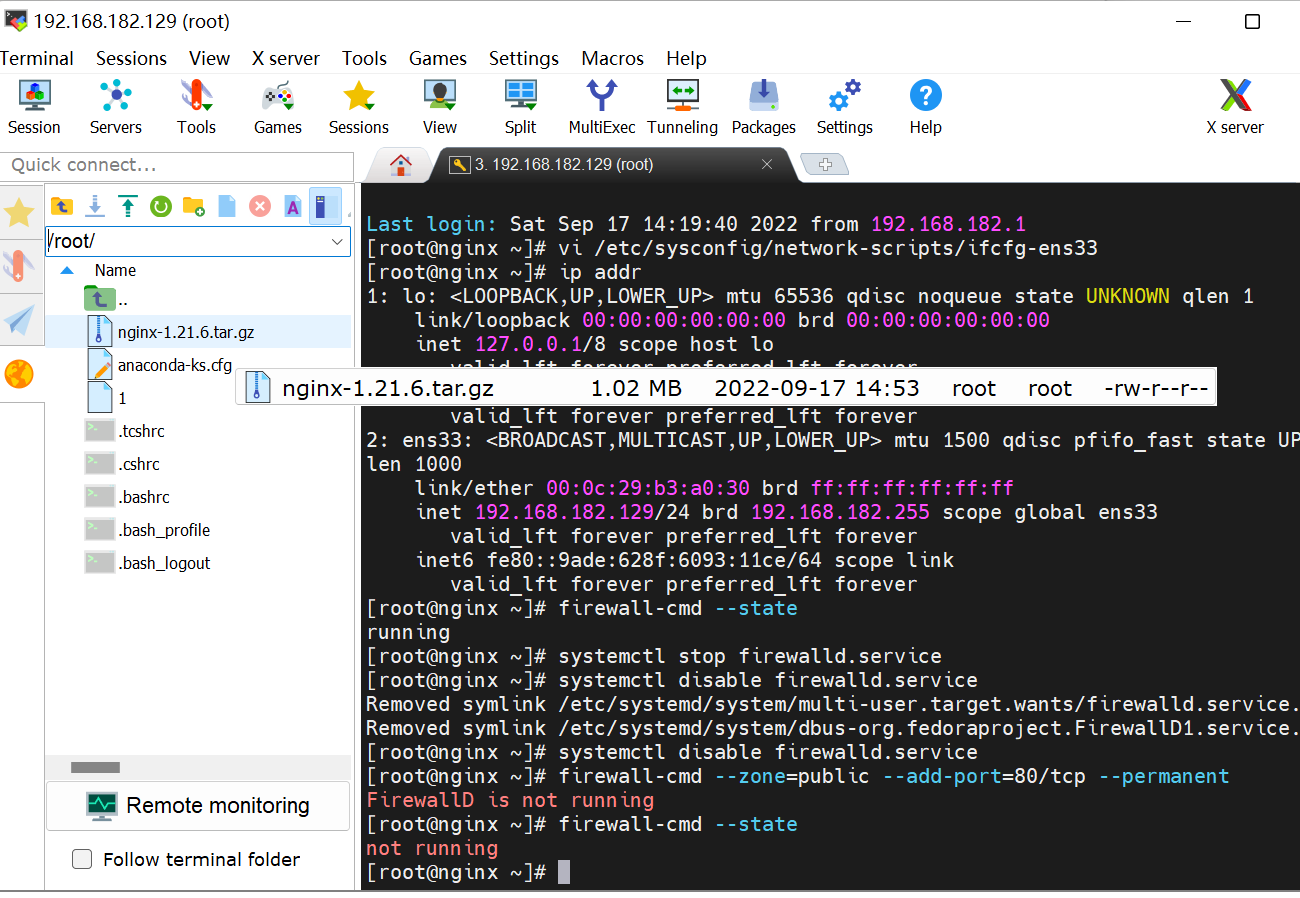 192.168.182.129 (root)
Terminal Sessions View X server Tools Games Settings Macros Help
Session Servers Tools Games Sessions View Split MultiExec Tunneling Packages Settings Help X server
Quick connect...
3. 192.168.182.129 (root)
/root/
Name
..
nginx-1.21.6.tar.gz
anaconda-ks.cfg
1
.tcshrc
.cshrc
.bashrc
.bash_profile
.bash_logout
Remote monitoring
Follow terminal folder
nginx-1.21.6.tar.gz 1.02 MB 2022-09-17 14:53 root root -rw-r--r--
Last login: Sat Sep 17 14:19:40 2022 from 192.168.182.1
[root@nginx ~]# vi /etc/sysconfig/network-scripts/ifcfg-ens33
[root@nginx ~]# ip addr
1: lo: <LOOPBACK,UP,LOWER_UP> mtu 65536 qdisc noqueue state UNKNOWN qlen 1
link/loopback 00:00:00:00:00:00 brd 00:00:00:00:00:00
inet 127.0.0.1/8 scope host lo
valid_lft forever preferred_lft forever
valid_lft forever preferred_lft forever
2: ens33: <BROADCAST,MULTICAST,UP,LOWER_UP> mtu 1500 qdisc pfifo_fast state UP
len 1000
link/ether 00:0c:29:b3:a0:30 brd ff:ff:ff:ff:ff:ff
inet 192.168.182.129/24 brd 192.168.182.255 scope global ens33
valid_lft forever preferred_lft forever
inet6 fe80::9ade:628f:6093:11ce/64 scope link
valid_lft forever preferred_lft forever
[root@nginx ~]# firewall-cmd --state
running
[root@nginx ~]# systemctl stop firewalld.service
[root@nginx ~]# systemctl disable firewalld.service
Removed symlink /etc/systemd/system/multi-user.target.wants/firewalld.service.
Removed symlink /etc/systemd/system/dbus-org.fedoraproject.FirewallD1.service.
[root@nginx ~]# systemctl disable firewalld.service
[root@nginx ~]# firewall-cmd --zone=public --add-port=80/tcp --permanent
FirewallD is not running
[root@nginx ~]# firewall-cmd --state
not running
[root@nginx ~]#